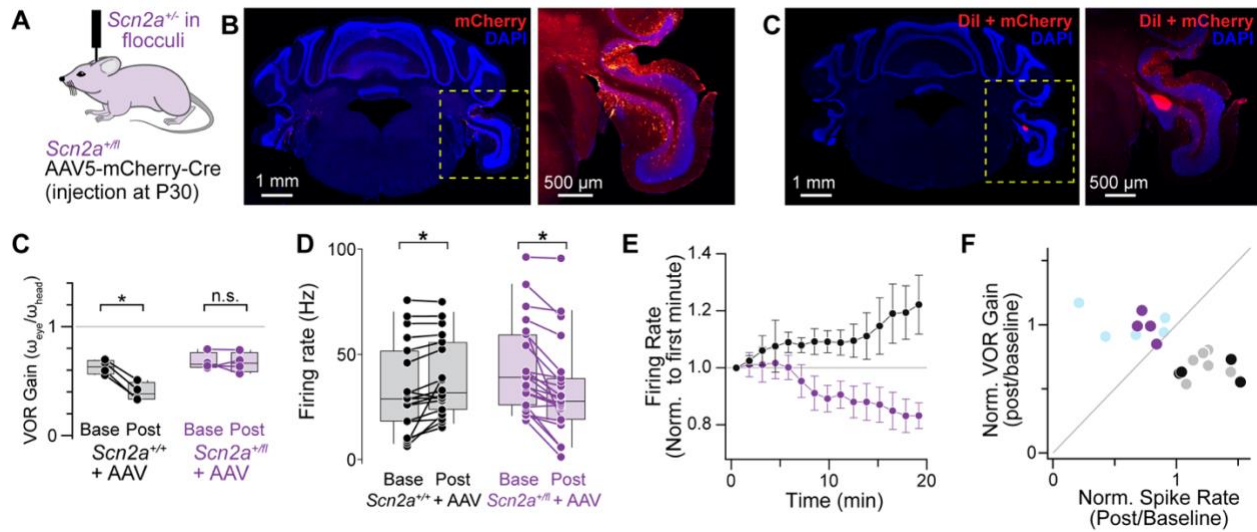 A
Scn2a+/- in
flocculi
Scn2a+/fl
AAV5-mCherry-Cre
(injection at P30)
B
mCherry
DAPI
1 mm
500 µm
C
DiI + mCherry
DAPI
DiI + mCherry
DAPI
1 mm
500 µm
C
VOR Gain (ωeye/ωhead)
1
0
*
n.s.
Base Post
Scn2a+/+
+ AAV
Base Post
Scn2a+/fl
+ AAV
D
Firing rate (Hz)
100
50
0
*
*
Base Post
Scn2a+/+ + AAV
Base Post
Scn2a+/fl + AAV
E
Firing Rate
(Norm. to first minute)
1.4
1.2
1.0
0.8
0
10
20
Time (min)
F
Norm. VOR Gain
(post/baseline)
1
0
0
1
Norm. Spike Rate
(Post/Baseline)